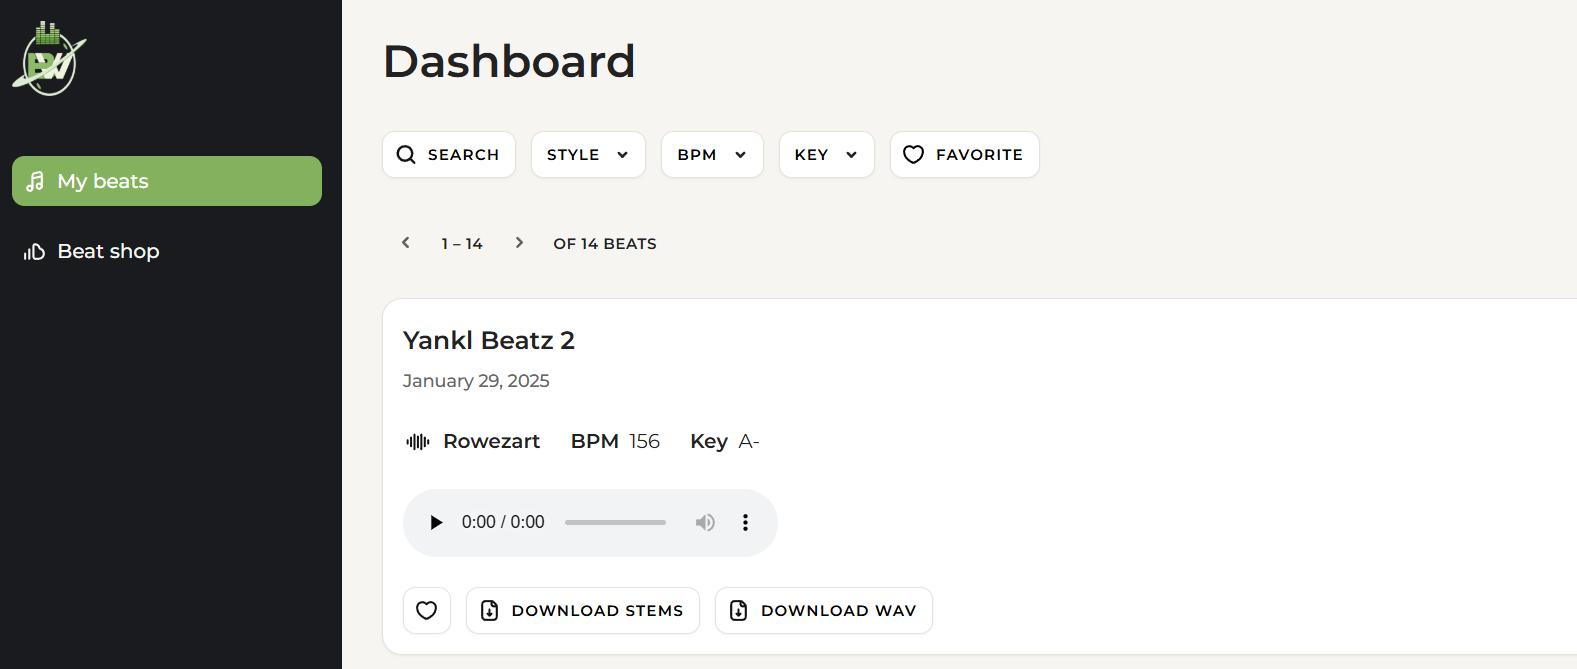 BW
Dashboard
My beats
Beat shop
SEARCH STYLE BPM KEY FAVORITE
1 – 14 OF 14 BEATS
Yankl Beatz 2
January 29, 2025
Rowezart BPM 156 Key A-
0:00 / 0:00
DOWNLOAD STEMS DOWNLOAD WAV